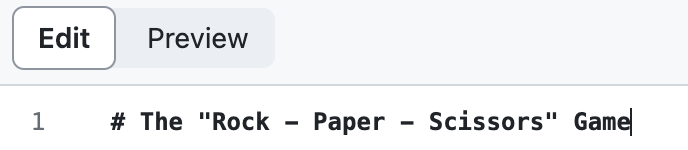 Edit Preview
1 # The "Rock - Paper - Scissors" Game